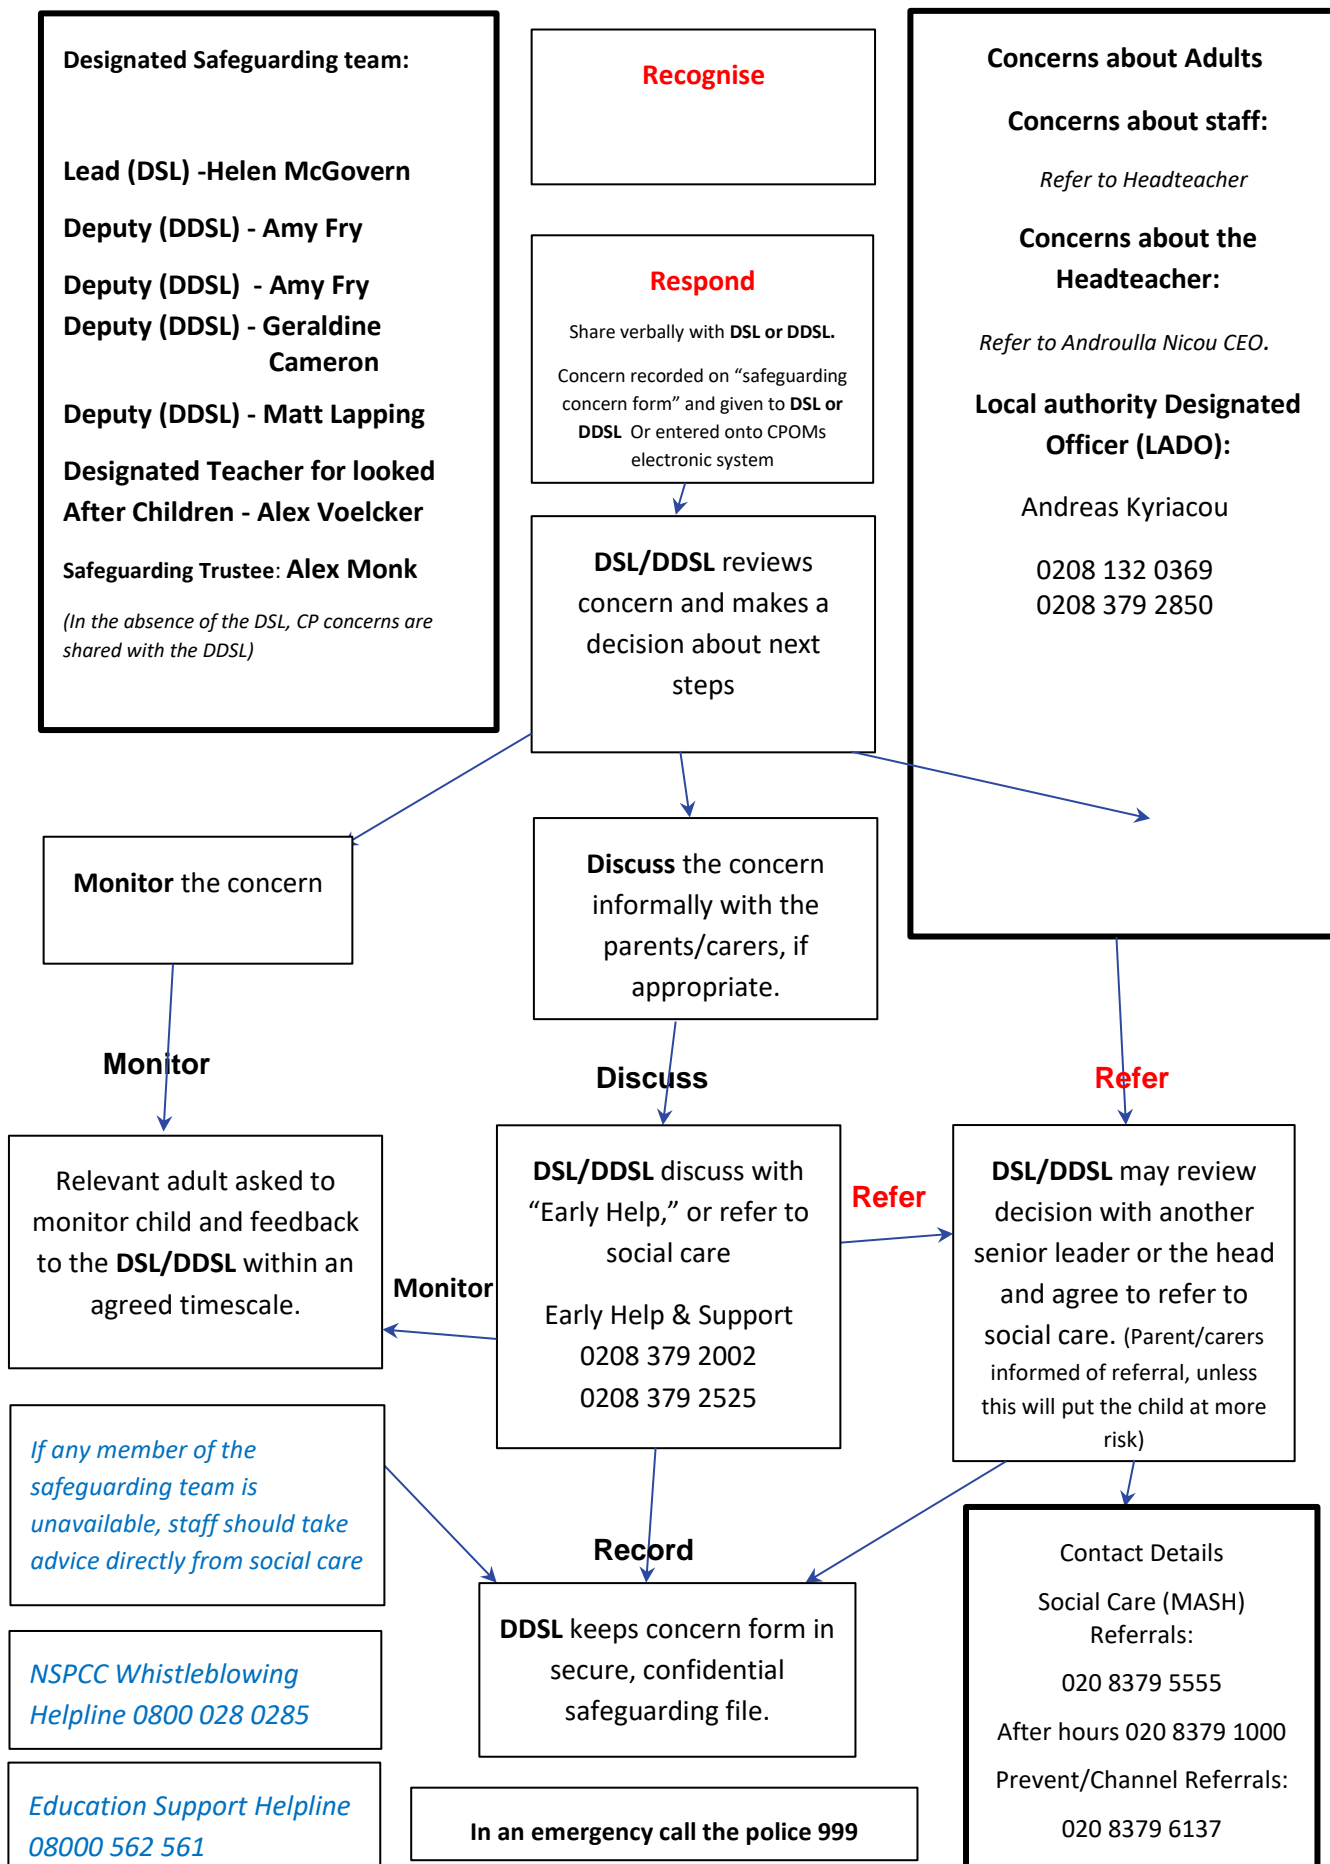 Designated Safeguarding team:
Lead (DSL) -Helen McGovern
Deputy (DDSL) - Amy Fry
Deputy (DDSL)  - Amy Fry
Deputy (DDSL) - Geraldine
Cameron
Deputy (DDSL) - Matt Lapping
Designated Teacher for looked
After Children - Alex Voelcker
Safeguarding Trustee: Alex Monk
(In the absence of the DSL, CP concerns are
shared with the DDSL)
Recognise
Respond
Share verbally with DSL or DDSL.
Concern recorded on “safeguarding
concern form” and given to DSL or
DDSL  Or entered onto CPOMs
electronic system
DSL/DDSL reviews
concern and makes a
decision about next
steps
Concerns about Adults
Concerns about staff:
Refer to Headteacher
Concerns about the
Headteacher:
Refer to Androulla Nicou CEO.
Local authority Designated
Officer (LADO):
Andreas Kyriacou
0208 132 0369
0208 379 2850
Monitor the concern
Discuss the concern
informally with the
parents/carers, if
appropriate.
Monitor
Discuss
Refer
Relevant adult asked to
monitor child and feedback
to the DSL/DDSL within an
agreed timescale.
Monitor
DSL/DDSL discuss with
“Early Help,” or refer to
social care
Early Help & Support
0208 379 2002
0208 379 2525
Refer
DSL/DDSL may review
decision with another
senior leader or the head
and agree to refer to
social care. (Parent/carers
informed of referral, unless
this will put the child at more
risk)
If any member of the
safeguarding team is
unavailable, staff should take
advice directly from social care
NSPCC Whistleblowing
Helpline 0800 028 0285
Education Support Helpline
08000 562 561
Record
DDSL keeps concern form in
secure, confidential
safeguarding file.
In an emergency call the police 999
Contact Details
Social Care (MASH)
Referrals:
020 8379 5555
After hours 020 8379 1000
Prevent/Channel Referrals:
020 8379 6137